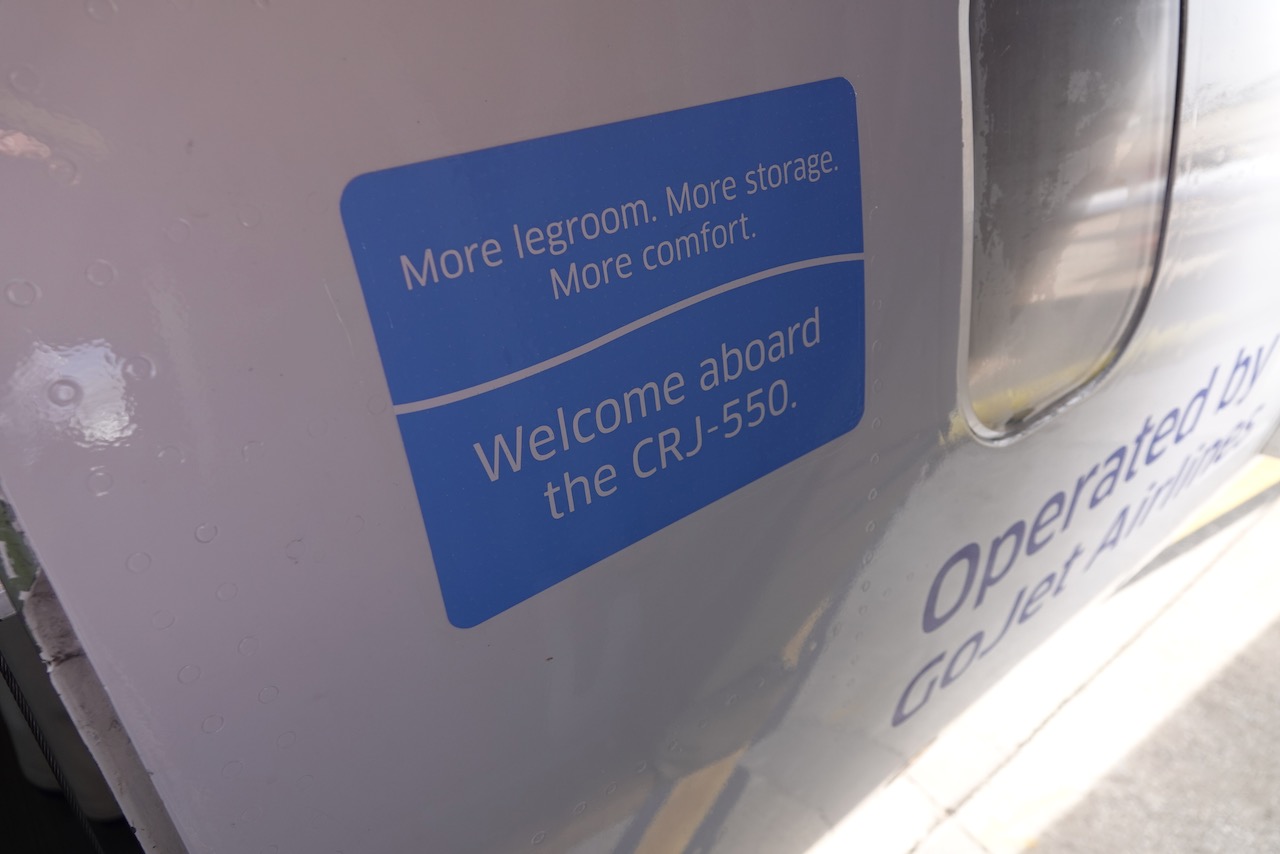 More legroom. More storage.
More comfort.
Welcome aboard
the CRJ-550.
Operated by
GoJet Airlines